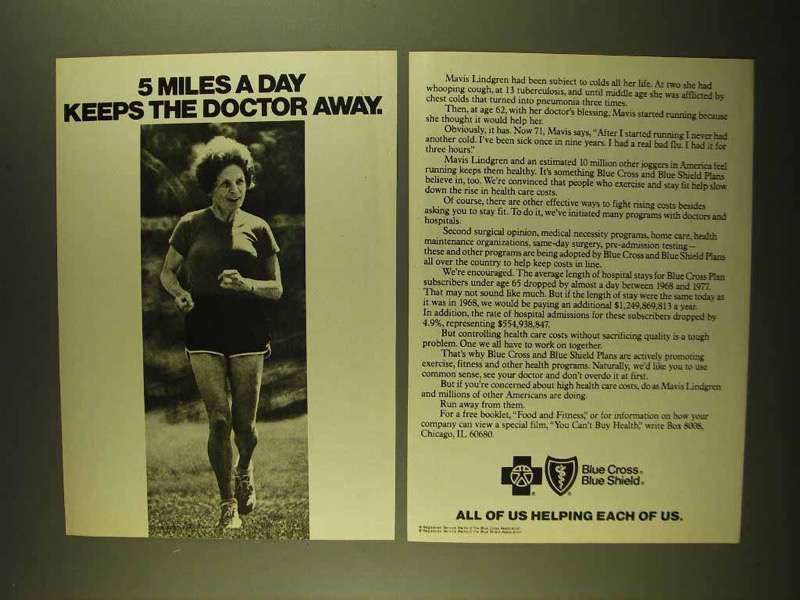 5 MILES A DAY
KEEPS THE DOCTOR AWAY.
Mavis Lindgren had been subject to colds all her life. At two she had
whooping cough, at 13 tuberculosis, and until middle age she was afflicted by
chest colds that turned into pneumonia three times.
Then, at age 62, with her doctor's blessing, Mavis started running because
she thought it would help her.
Obviously, it has. Now 71, Mavis says, "After I started running I never had
another cold. I've been sick once in nine years. I had a real bad flu. I had it for
three hours."
Mavis Lindgren and an estimated 10 million other joggers in America feel
running keeps them healthy. It's something Blue Cross and Blue Shield Plans
believe in, too. We're convinced that people who exercise and stay fit help slow
down the rise in health care costs.
Of course, there are other effective ways to fight rising costs besides
asking you to stay fit. To do it, we've initiated many programs with doctors and
hospitals.
Second surgical opinion, medical necessity programs, home care, health
maintenance organizations, same-day surgery, pre-admission testing—
these and other programs are being adopted by Blue Cross and Blue Shield Plans
all over the country to help keep costs in line.
We're encouraged. The average length of hospital stays for Blue Cross Plan
subscribers under age 65 dropped by almost a day between 1968 and 1977.
That may not sound like much. But if the length of stay were the same today as
it was in 1968, we would be paying an additional $1,249,869,813 a year.
In addition, the rate of hospital admissions for these subscribers dropped by
4.9%, representing $554,938,847.
But controlling health care costs without sacrificing quality is a tough
problem. One we all have to work on together.
That's why Blue Cross and Blue Shield Plans are actively promoting
exercise, fitness and other health programs. Naturally, we'd like you to use
common sense, see your doctor and don't overdo it at first.
But if you're concerned about high health care costs, do as Mavis Lindgren
and millions of other Americans are doing.
Run away from them.
For a free booklet, "Food and Fitness," or for information on how your
company can view a special film, "You Can't Buy Health," write Box 8008,
Chicago, IL 60680.
Blue Cross®
Blue Shield®
ALL OF US HELPING EACH OF US.
® Registered Service Marks of the Blue Cross Association
® Registered Service Marks of the Blue Shield Association